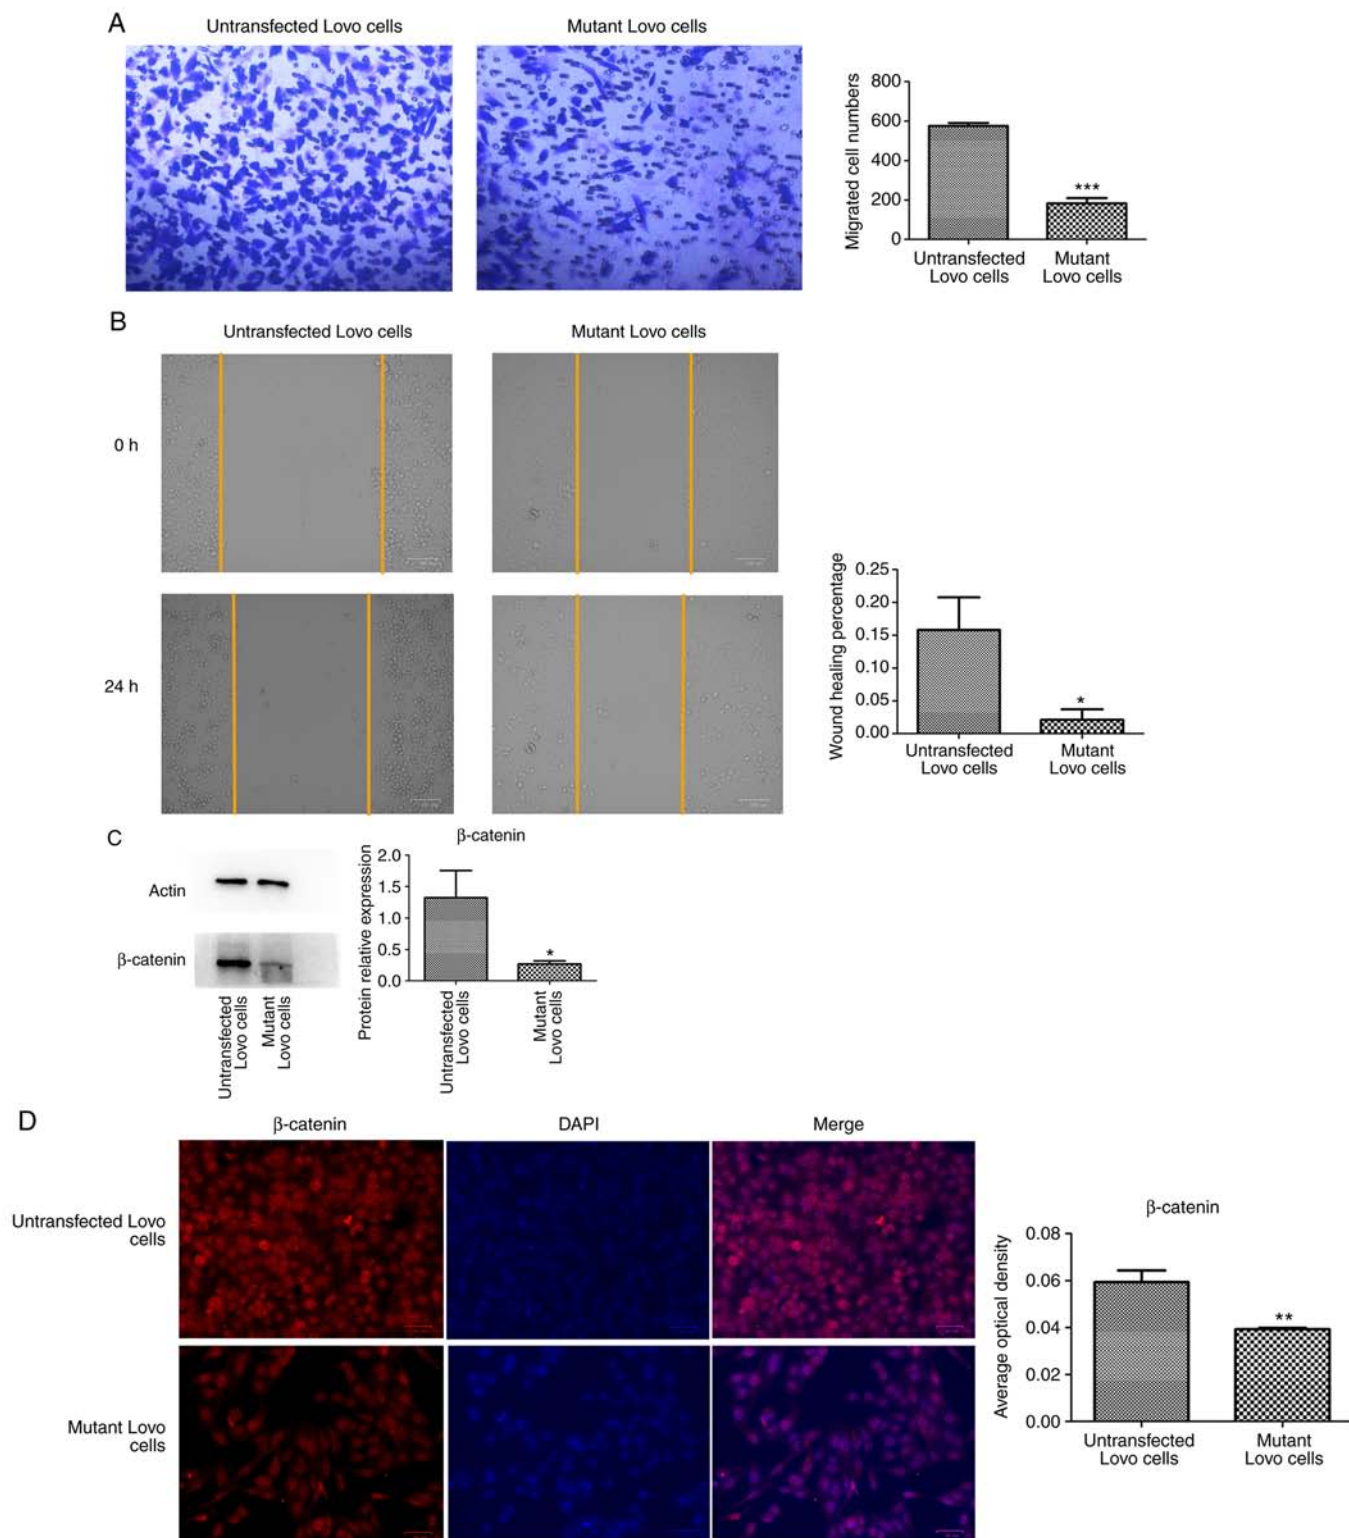 A
Untransfected Lovo cells
Mutant Lovo cells
Migrated cell numbers
800
600
400
200
0
***
Untransfected
Lovo cells
Mutant
Lovo cells
B
Untransfected Lovo cells
Mutant Lovo cells
0 h
24 h
Wound healing percentage
0.25
0.20
0.15
0.10
0.05
0.00
*
Untransfected
Lovo cells
Mutant
Lovo cells
C
Actin
β-catenin
Untransfected
Lovo cells
Mutant
Lovo cells
β-catenin
Protein relative expression
2.0
1.5
1.0
0.5
0.0
*
Untransfected
Lovo cells
Mutant
Lovo cells
D
β-catenin
DAPI
Merge
Untransfected Lovo
cells
Mutant Lovo
cells
β-catenin
Average optical density
0.08
0.06
0.04
0.02
0.00
**
Untransfected
Lovo cells
Mutant
Lovo cells